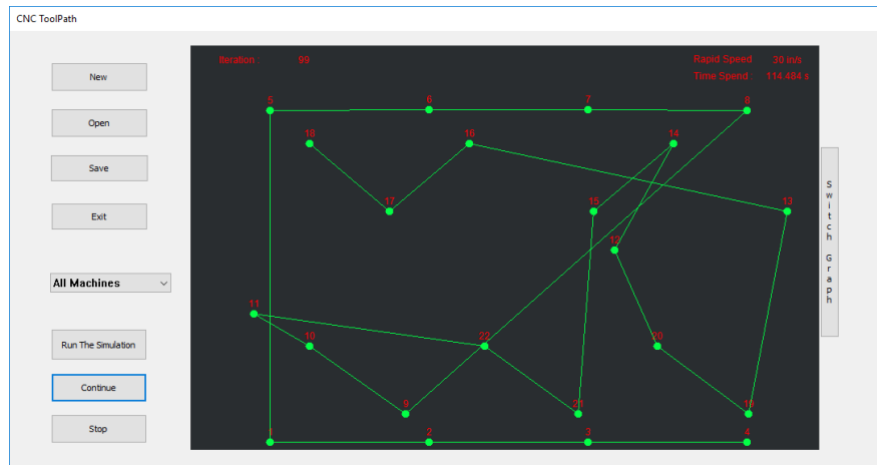 CNC ToolPath
Iteration : 99
Rapid Speed 30 in/s
Time Spend : 114.484 s
New
Open
Save
Exit
All Machines
Run The Simulation
Continue
Stop
5 6 7 8
18 16 14
17 15 13
12
11
10 22 20
9 21 19
1 2 3 4
Switch Graph